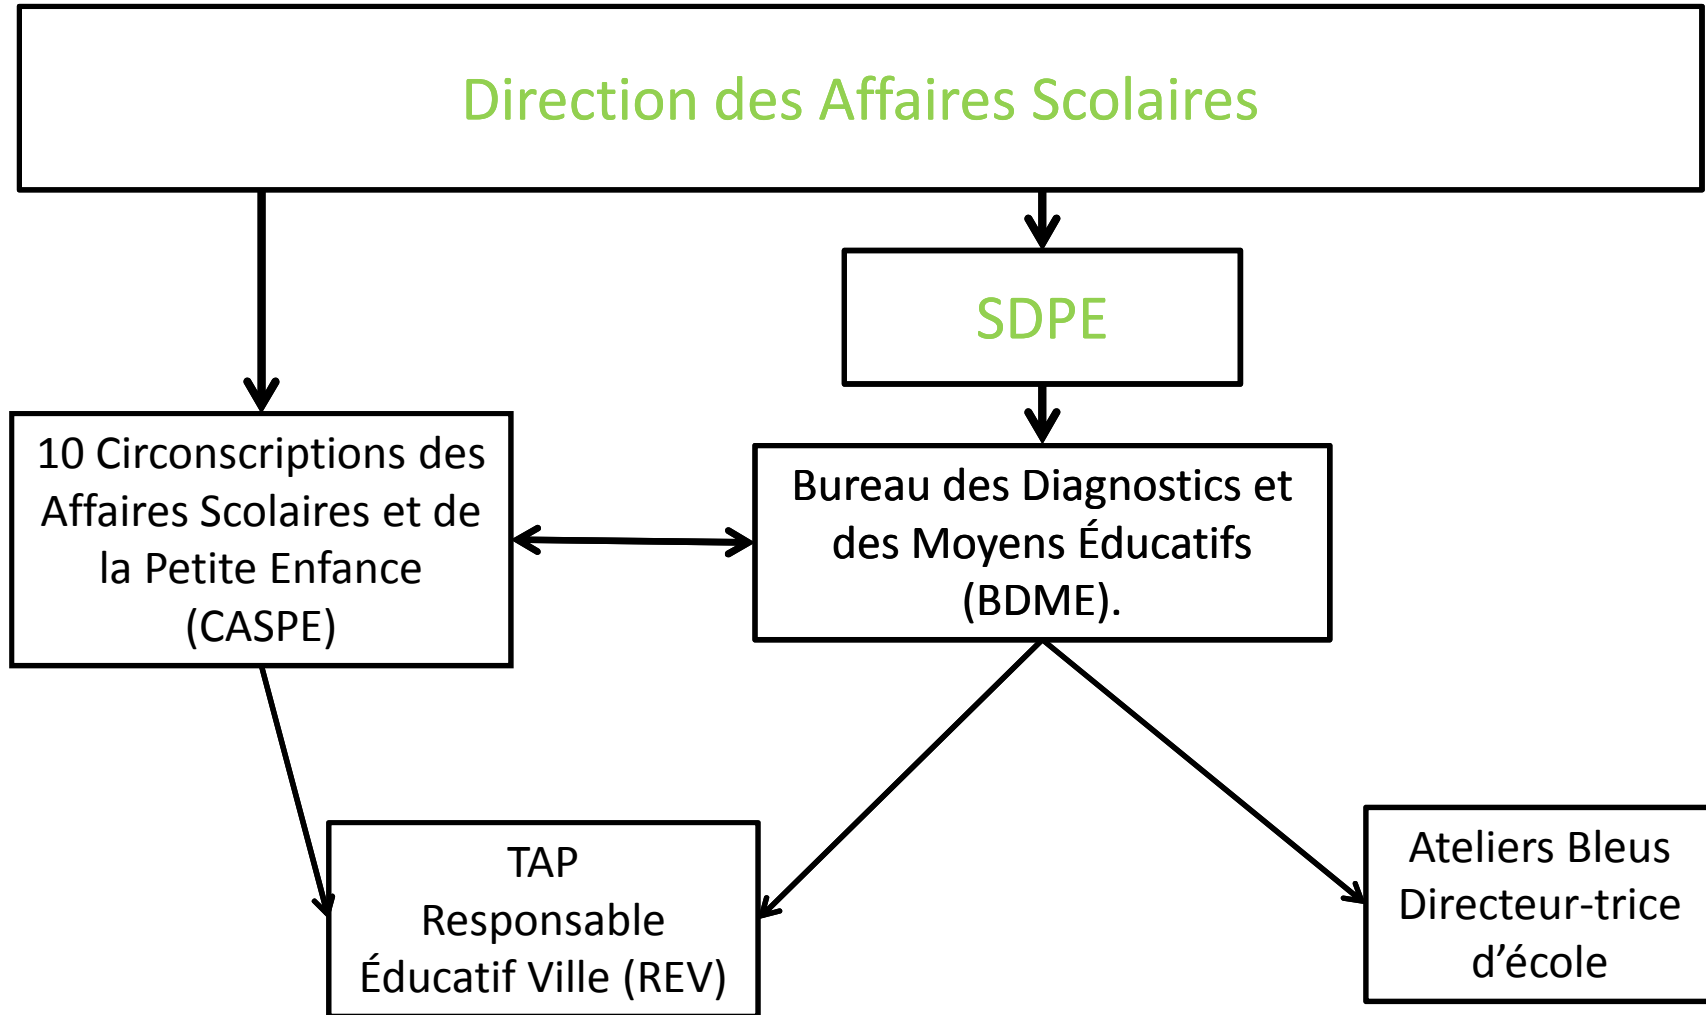 Direction des Affaires Scolaires
SDPE
10 Circonscriptions des
Affaires Scolaires et de
la Petite Enfance
(CASPE)
Bureau des Diagnostics et
des Moyens Éducatifs
(BDME).
TAP
Responsable
Éducatif Ville (REV)
Ateliers Bleus
Directeur-trice
d’école